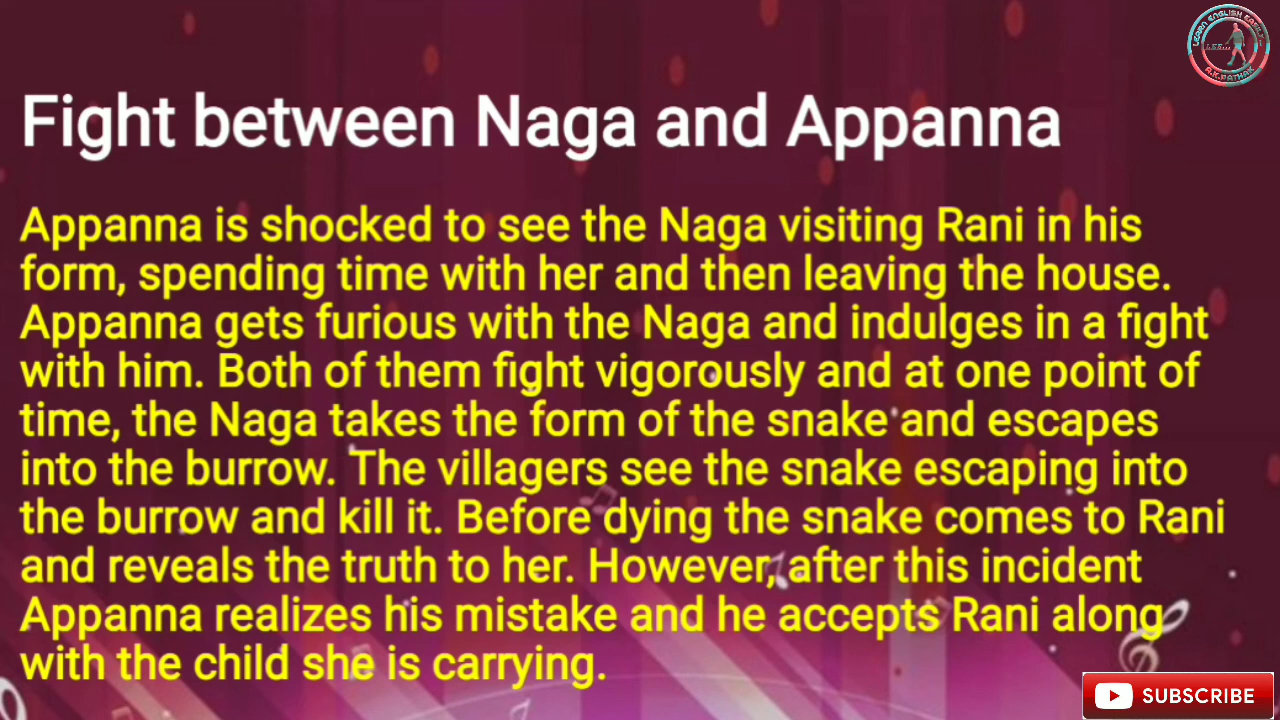 LEARN ENGLISH EASILY
LEE...
A.K.PATHAK
Fight between Naga and Appanna
Appanna is shocked to see the Naga visiting Rani in his
form, spending time with her and then leaving the house.
Appanna gets furious with the Naga and indulges in a fight
with him. Both of them fight vigorously and at one point of
time, the Naga takes the form of the snake and escapes
into the burrow. The villagers see the snake escaping into
the burrow and kill it. Before dying the snake comes to Rani
and reveals the truth to her. However, after this incident
Appanna realizes his mistake and he accepts Rani along
with the child she is carrying.
SUBSCRIBE